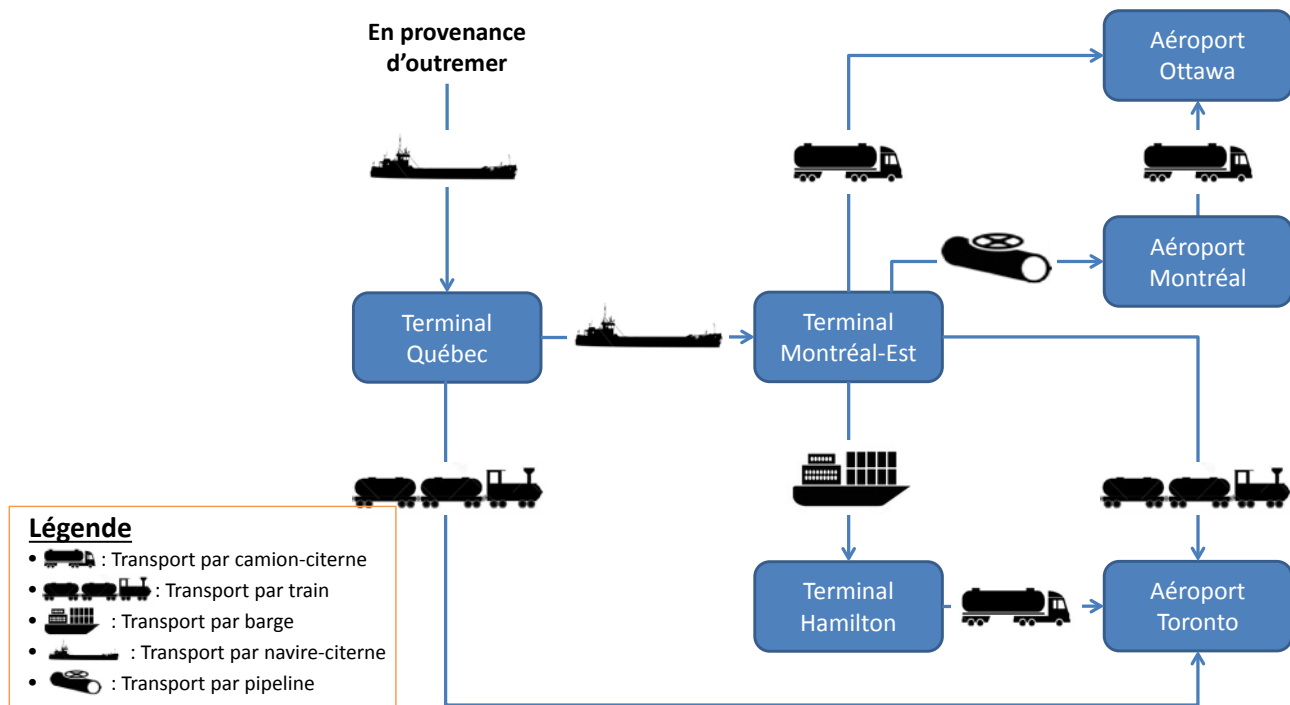 En provenance
d'outremer
Aéroport
Ottawa
Aéroport
Montréal
Terminal
Québec
Terminal
Montréal-Est
Terminal
Hamilton
Aéroport
Toronto
Légende
• : Transport par camion-citerne
• : Transport par train
• : Transport par barge
• : Transport par navire-citerne
• : Transport par pipeline